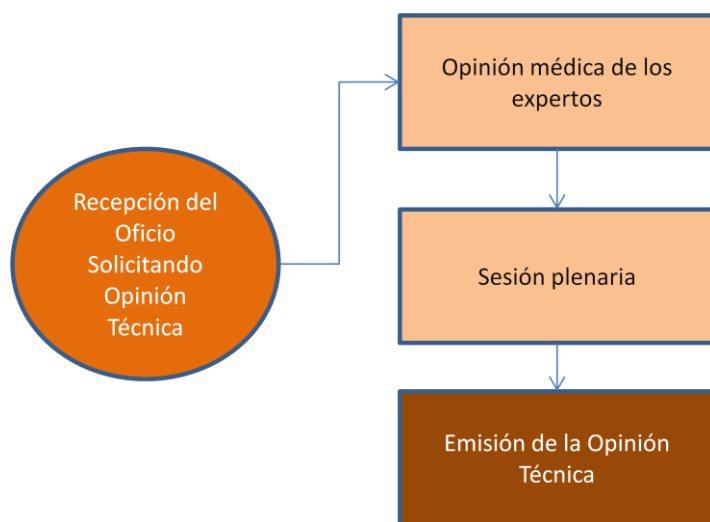 Recepción del
Oficio
Solicitando
Opinión
Técnica
Opinión médica de los
expertos
Sesión plenaria
Emisión de la Opinión
Técnica